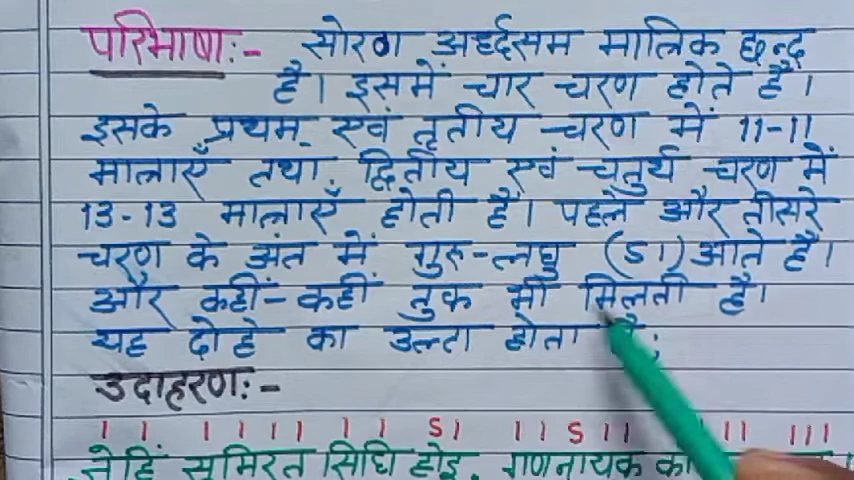 परिभाषाः- सोरठा अर्द्धसम मात्रिक छन्द
है। इसमें चार चरण होते हैं।
इसके प्रथम एवं तृतीय चरण में 11-11
मात्राएँ तथा द्वितीय एवं चतुर्थ चरण में
13-13 मात्राएँ होती हैं। पहले और तीसरे
चरण के अंत में गुरु-लघु (ऽ।) आते हैं।
और कहीं-कहीं तुक भी मिलती है।
यह दोहे का उल्टा होता है;
उदाहरणः-
। । । । । । । । ऽ। । । ऽ । । । । । । ।
जेहिं सुमिरत सिधि होइ, गणनायक